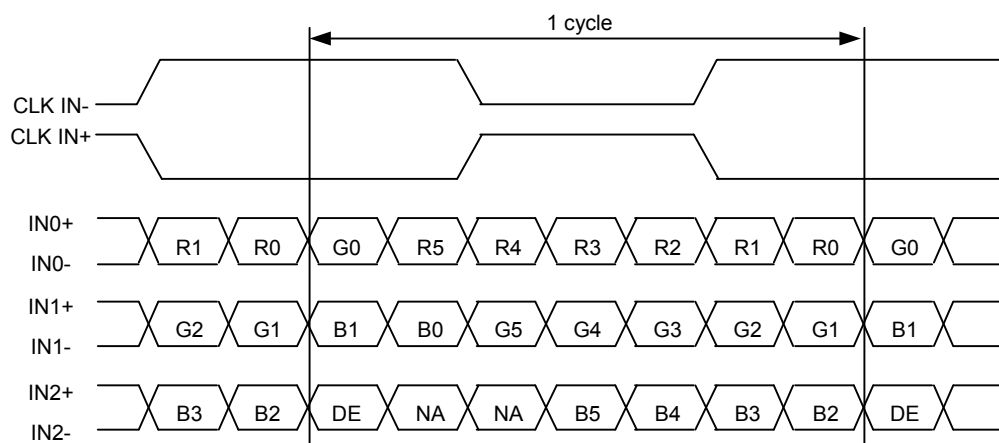 1 cycle
CLK IN-
CLK IN+
IN0+
R1 R0 G0 R5 R4 R3 R2 R1 R0 G0
IN0-
IN1+
G2 G1 B1 B0 G5 G4 G3 G2 G1 B1
IN1-
IN2+
B3 B2 DE NA NA B5 B4 B3 B2 DE
IN2-